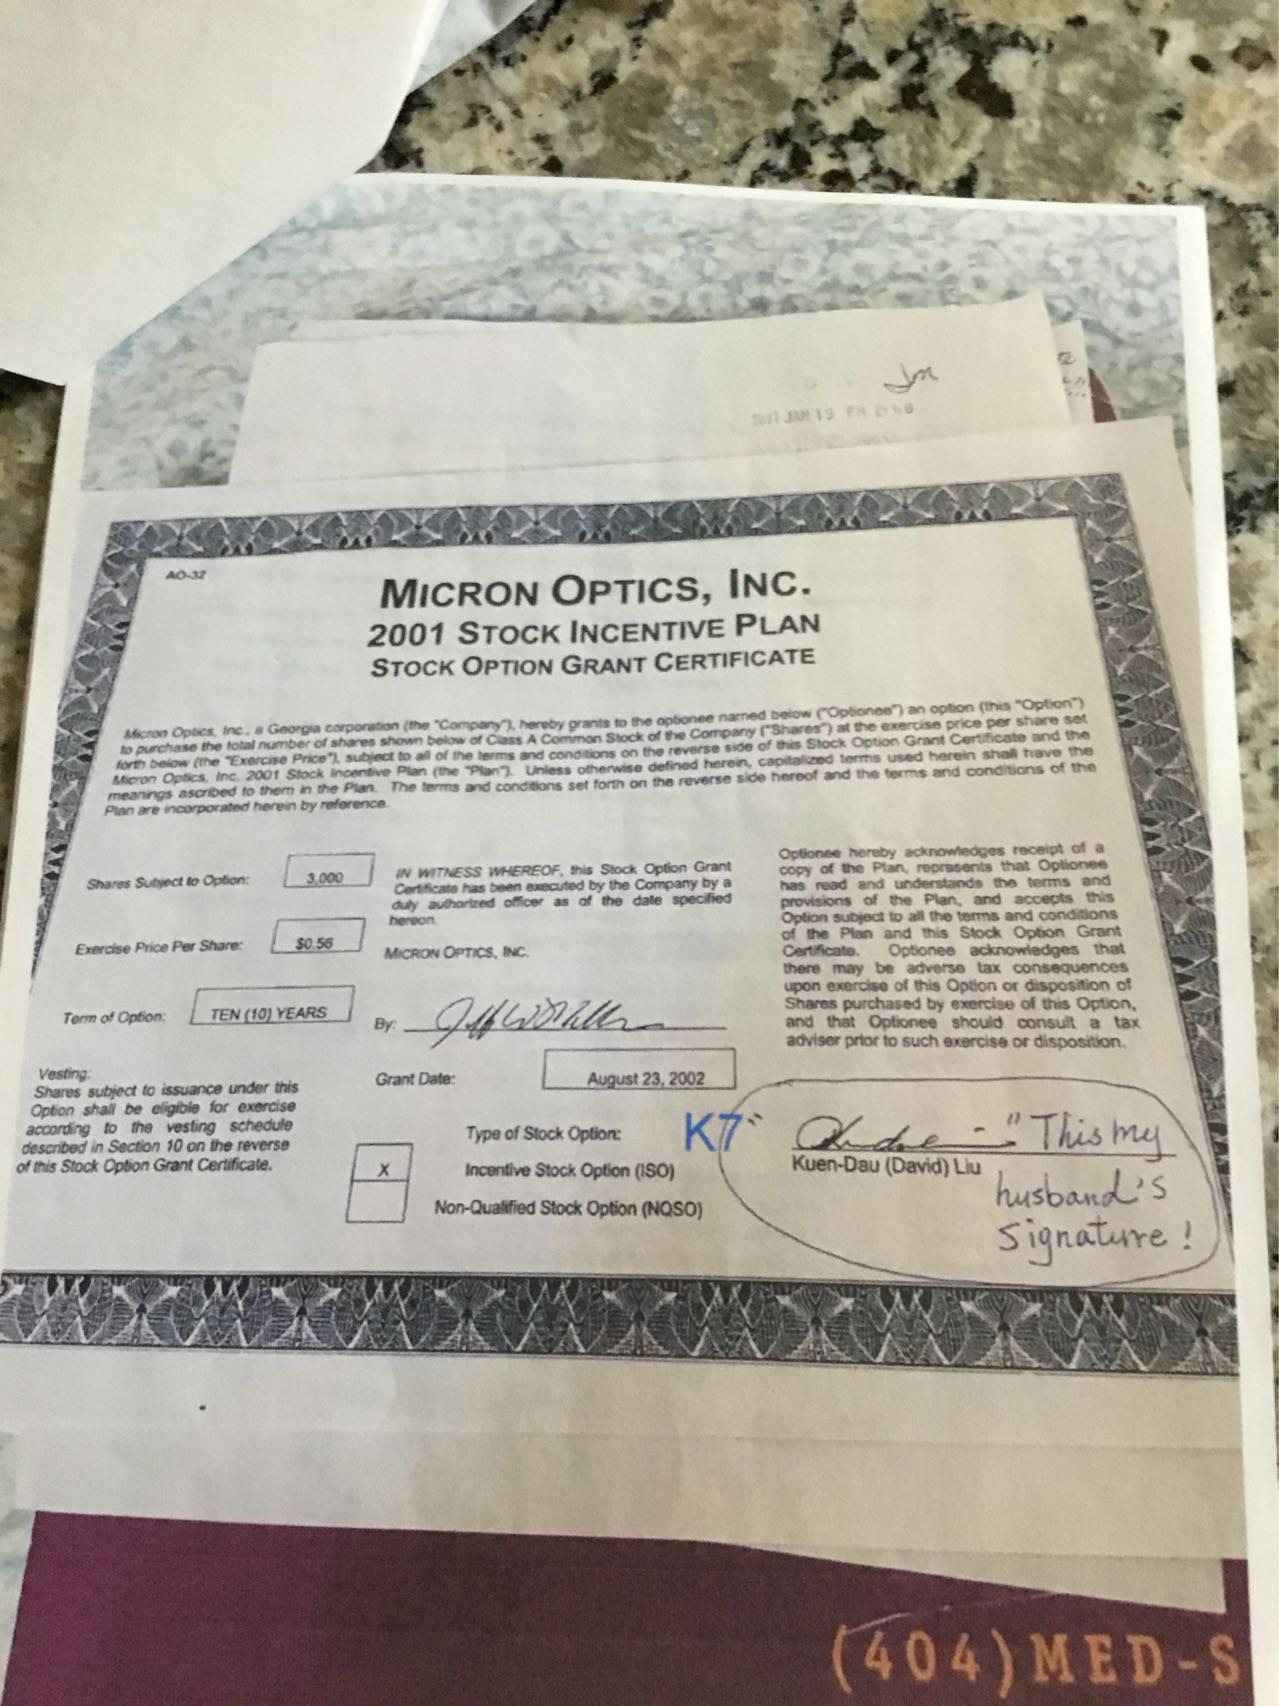 Jm
JAN 19 PM
AO-32
MICRON OPTICS, INC.
2001 STOCK INCENTIVE PLAN
STOCK OPTION GRANT CERTIFICATE
Micron Optics, Inc., a Georgia corporation (the "Company"), hereby grants to the optionee named below ("Optionee") an option (this "Option")
to purchase the total number of shares shown below of Class A Common Stock of the Company ("Shares") at the exercise price per share set
forth below (the "Exercise Price"), subject to all of the terms and conditions on the reverse side of this Stock Option Grant Certificate and the
Micron Optics, Inc. 2001 Stock Incentive Plan (the "Plan"). Unless otherwise defined herein, capitalized terms used herein shall have the
meanings ascribed to them in the Plan. The terms and conditions set forth on the reverse side hereof and the terms and conditions of the
Plan are incorporated herein by reference.
Shares Subject to Option: 3,000
Exercise Price Per Share: $0.56
Term of Option: TEN (10) YEARS
Vesting:
Shares subject to issuance under this
Option shall be eligible for exercise
according to the vesting schedule
described in Section 10 on the reverse
of this Stock Option Grant Certificate.
IN WITNESS WHEREOF, this Stock Option Grant
Certificate has been executed by the Company by a
duly authorized officer as of the date specified
hereon.
MICRON OPTICS, INC.
By:
Grant Date: August 23, 2002
Type of Stock Option:
X Incentive Stock Option (ISO)
Non-Qualified Stock Option (NQSO)
Optionee hereby acknowledges receipt of a
copy of the Plan, represents that Optionee
has read and understands the terms and
provisions of the Plan, and accepts this
Option subject to all the terms and conditions
of the Plan and this Stock Option Grant
Certificate. Optionee acknowledges that
there may be adverse tax consequences
upon exercise of this Option or disposition of
Shares purchased by exercise of this Option,
and that Optionee should consult a tax
adviser prior to such exercise or disposition.
K7"
"This my
Kuen-Dau (David) Liu
husband's
signature!
(404)MED-S